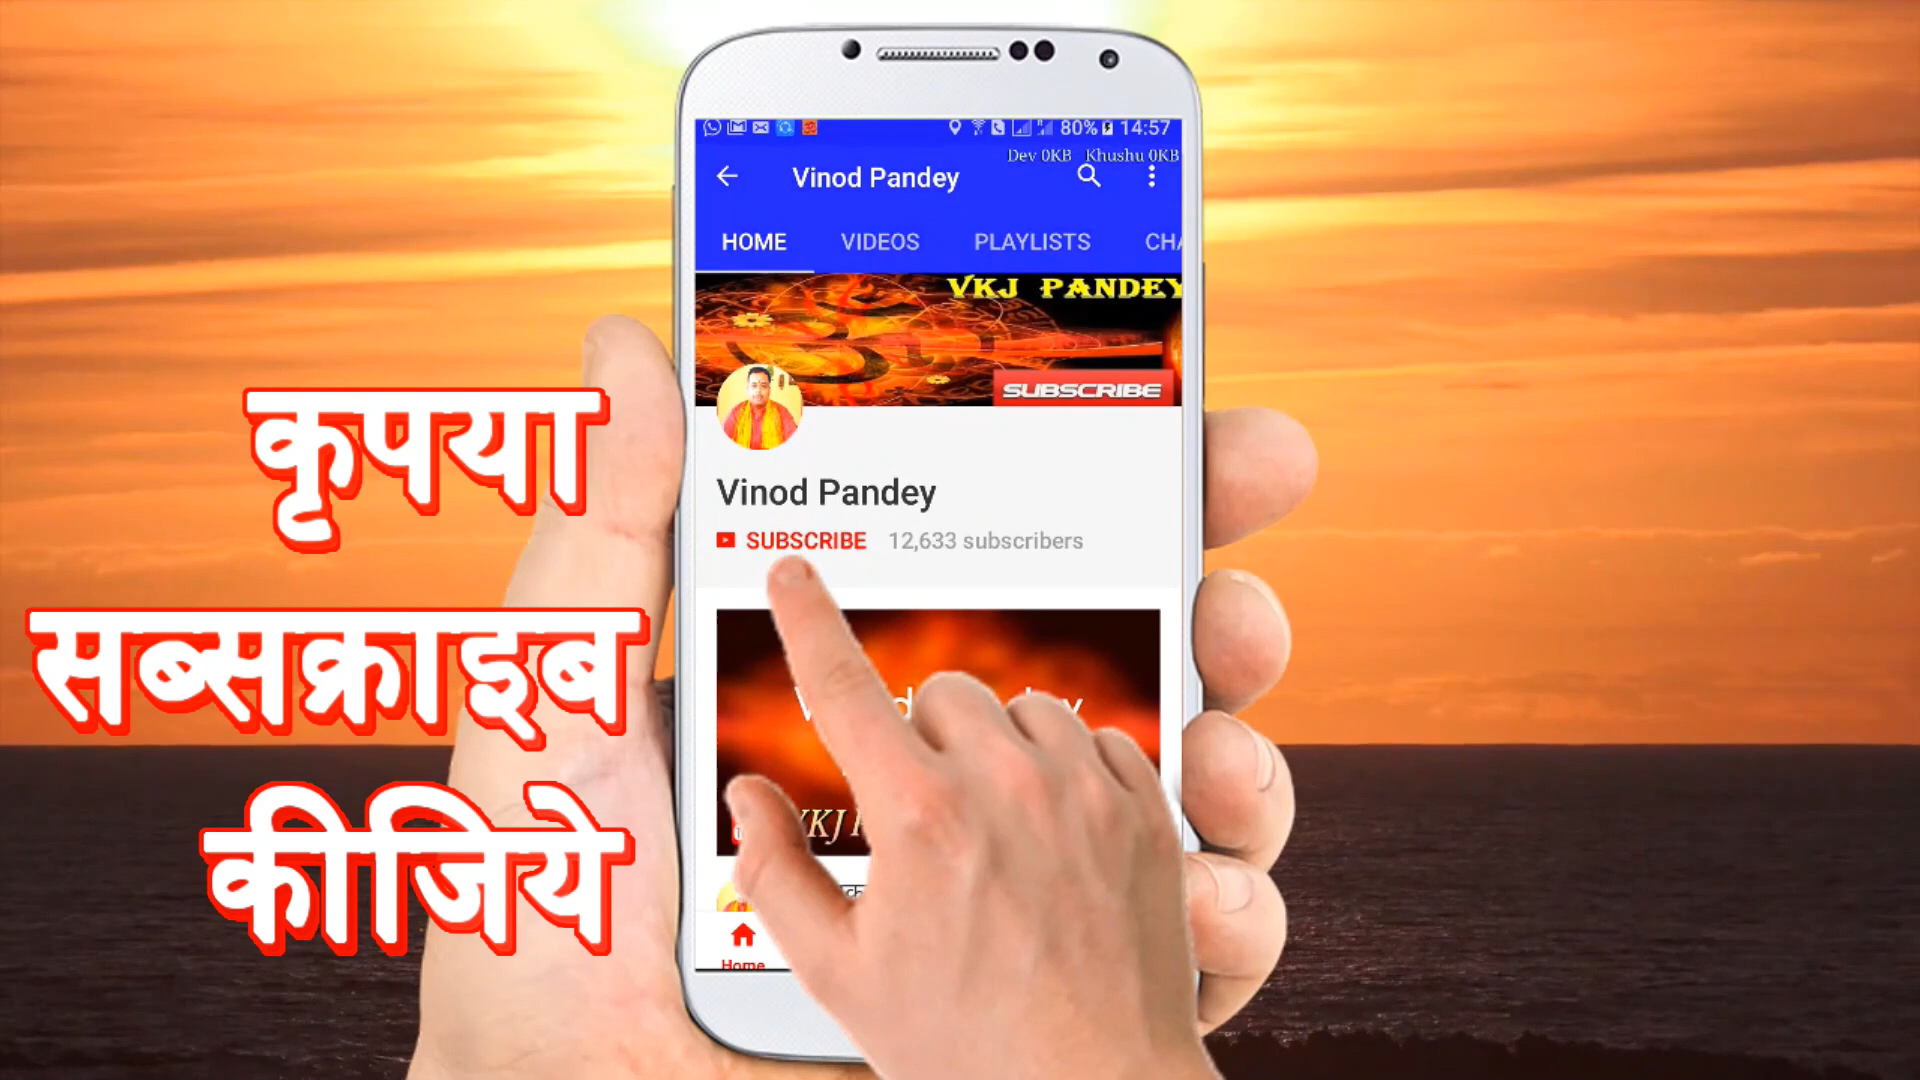 80% 14:57
Dev 0KB Khushu 0KB
Vinod Pandey
HOME VIDEOS PLAYLISTS
VKJ PANDEY
SUBSCRIBE
Vinod Pandey
SUBSCRIBE 12,633 subscribers
Home
कृपया
सब्सक्राइब
कीजिये